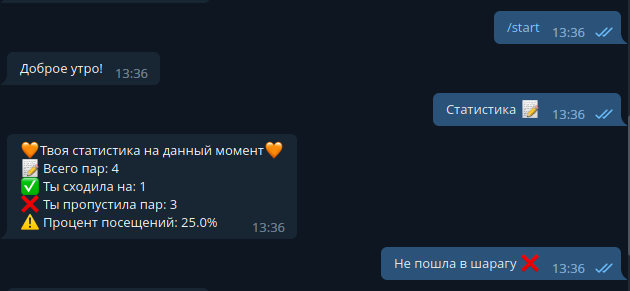 /start 13:36
Доброе утро! 13:36
Статистика 📝 13:36
🧡Твоя статистика на данный момент🧡
📝 Всего пар: 4
✅ Ты сходила на: 1
❌ Ты пропустила пар: 3
⚠️ Процент посещений: 25.0% 13:36
Не пошла в шарагу ❌ 13:36